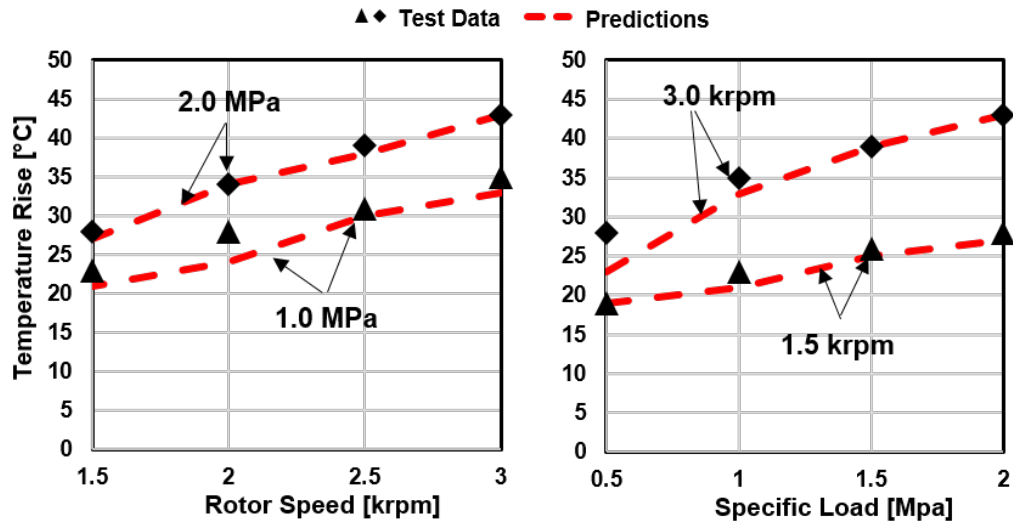 Test Data Predictions
Temperature Rise [°C]
50
45
40
35
30
25
20
15
10
5
0
2.0 MPa
1.0 MPa
1.5 2 2.5 3
Rotor Speed [krpm]
50
45
40
35
30
25
20
15
10
5
0
3.0 krpm
1.5 krpm
0.5 1 1.5 2
Specific Load [Mpa]